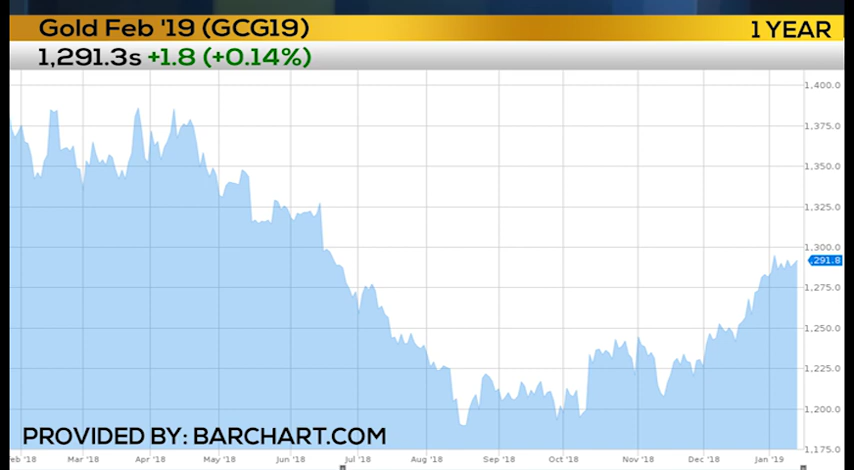 Gold Feb '19 (GCG19) 1 YEAR
1,291.3s +1.8 (+0.14%)
1,400.0
1,375.0
1,350.0
1,325.0
1,300.0
291.8
1,275.0
1,250.0
1,225.0
1,200.0
1,175.0
PROVIDED BY: BARCHART.COM
eb '18 Mar '18 Apr '18 May '18 Jun '18 Jul '18 Aug '18 Sep '18 Oct '18 Nov '18 Dec '18 Jan '19